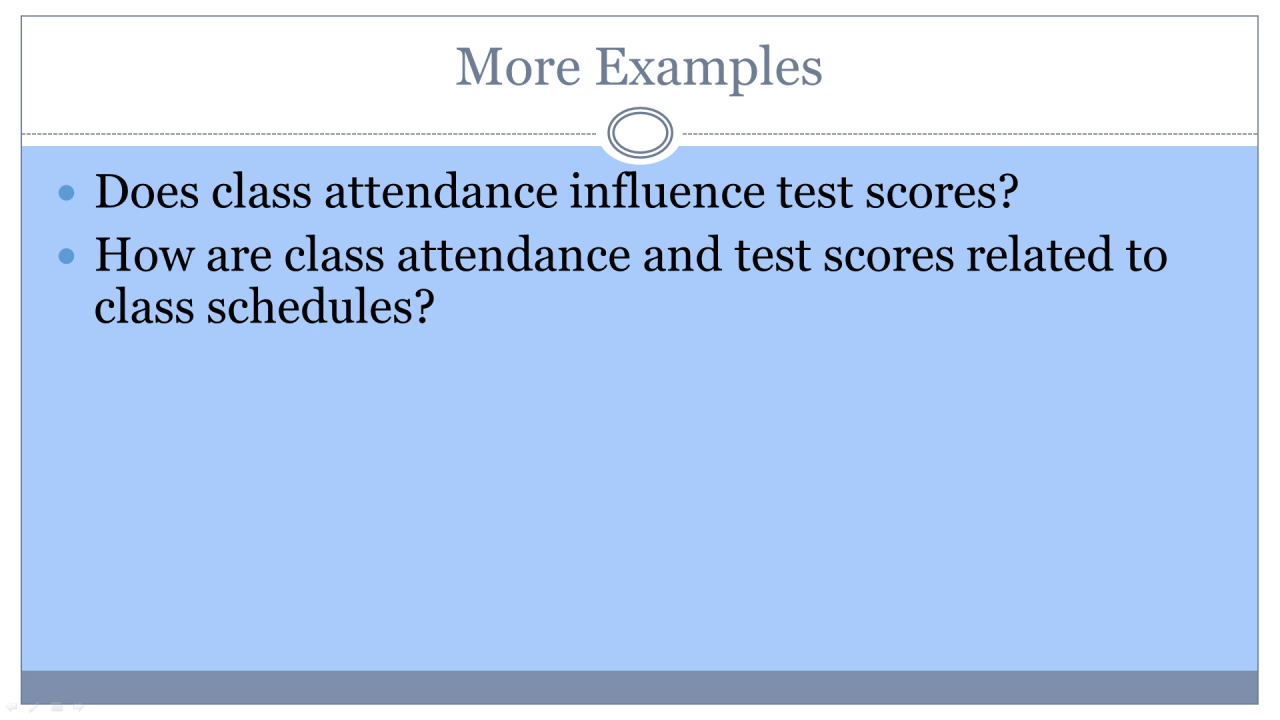 More Examples
• Does class attendance influence test scores?
• How are class attendance and test scores related to
class schedules?